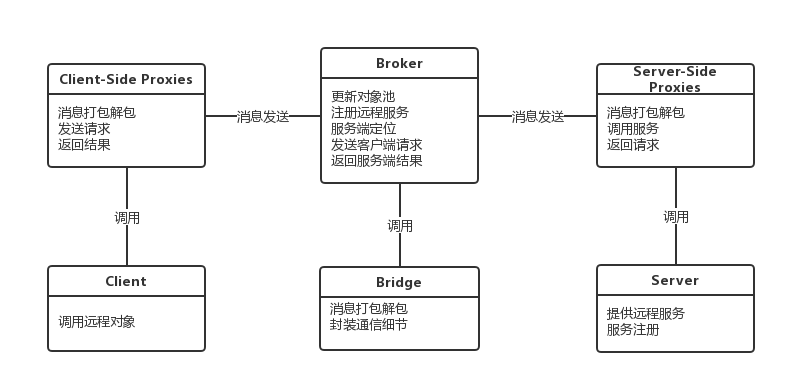 Client-Side Proxies
消息打包解包
发送请求
返回结果
消息发送
Broker
更新对象池
注册远程服务
服务端定位
发送客户端请求
返回服务端结果
消息发送
Server-Side
Proxies
消息打包解包
调用服务
返回请求
调用
调用
调用
Client
调用远程对象
Bridge
消息打包解包
封装通信细节
Server
提供远程服务
服务注册